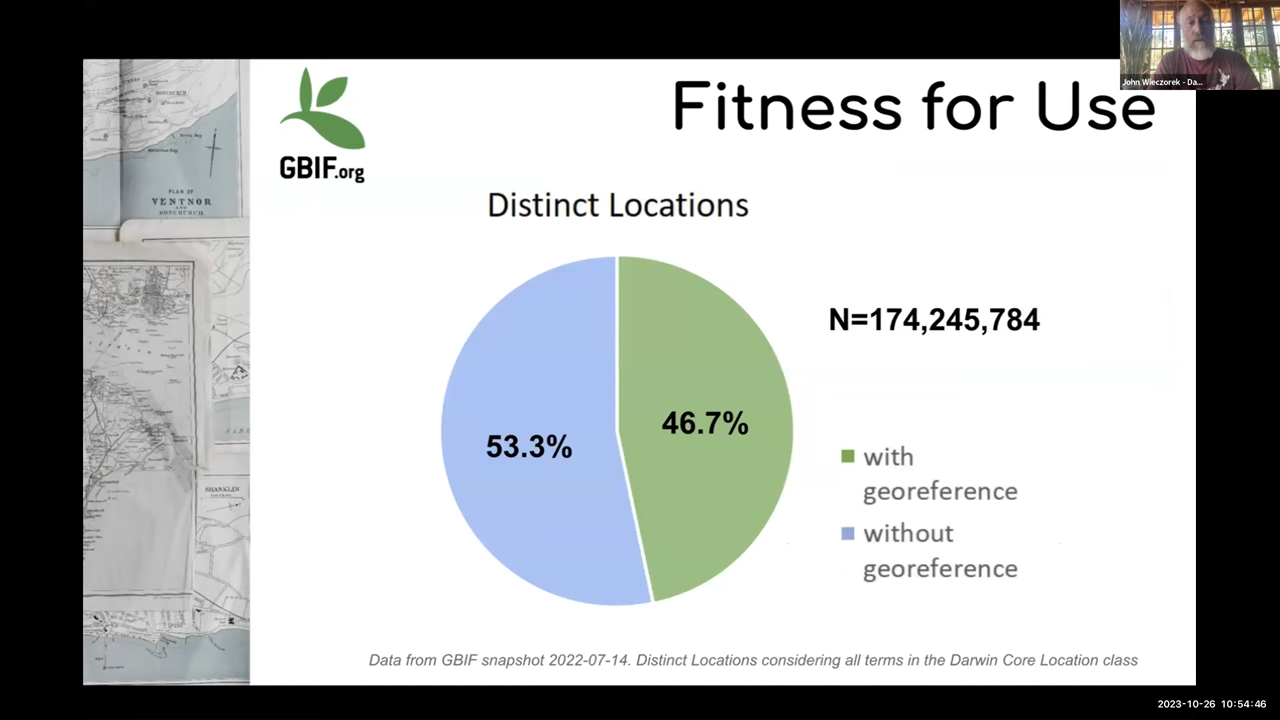 John Wieczorek - Da...
Fitness for Use
GBIF.org
Distinct Locations
PLAN OF
VENTNOR
AND
BONCHURCH
N=174,245,784
46.7%
53.3%
with
georeference
without
georeference
SHANKLIN
Data from GBIF snapshot 2022-07-14. Distinct Locations considering all terms in the Darwin Core Location class
2023-10-26 10:54:46